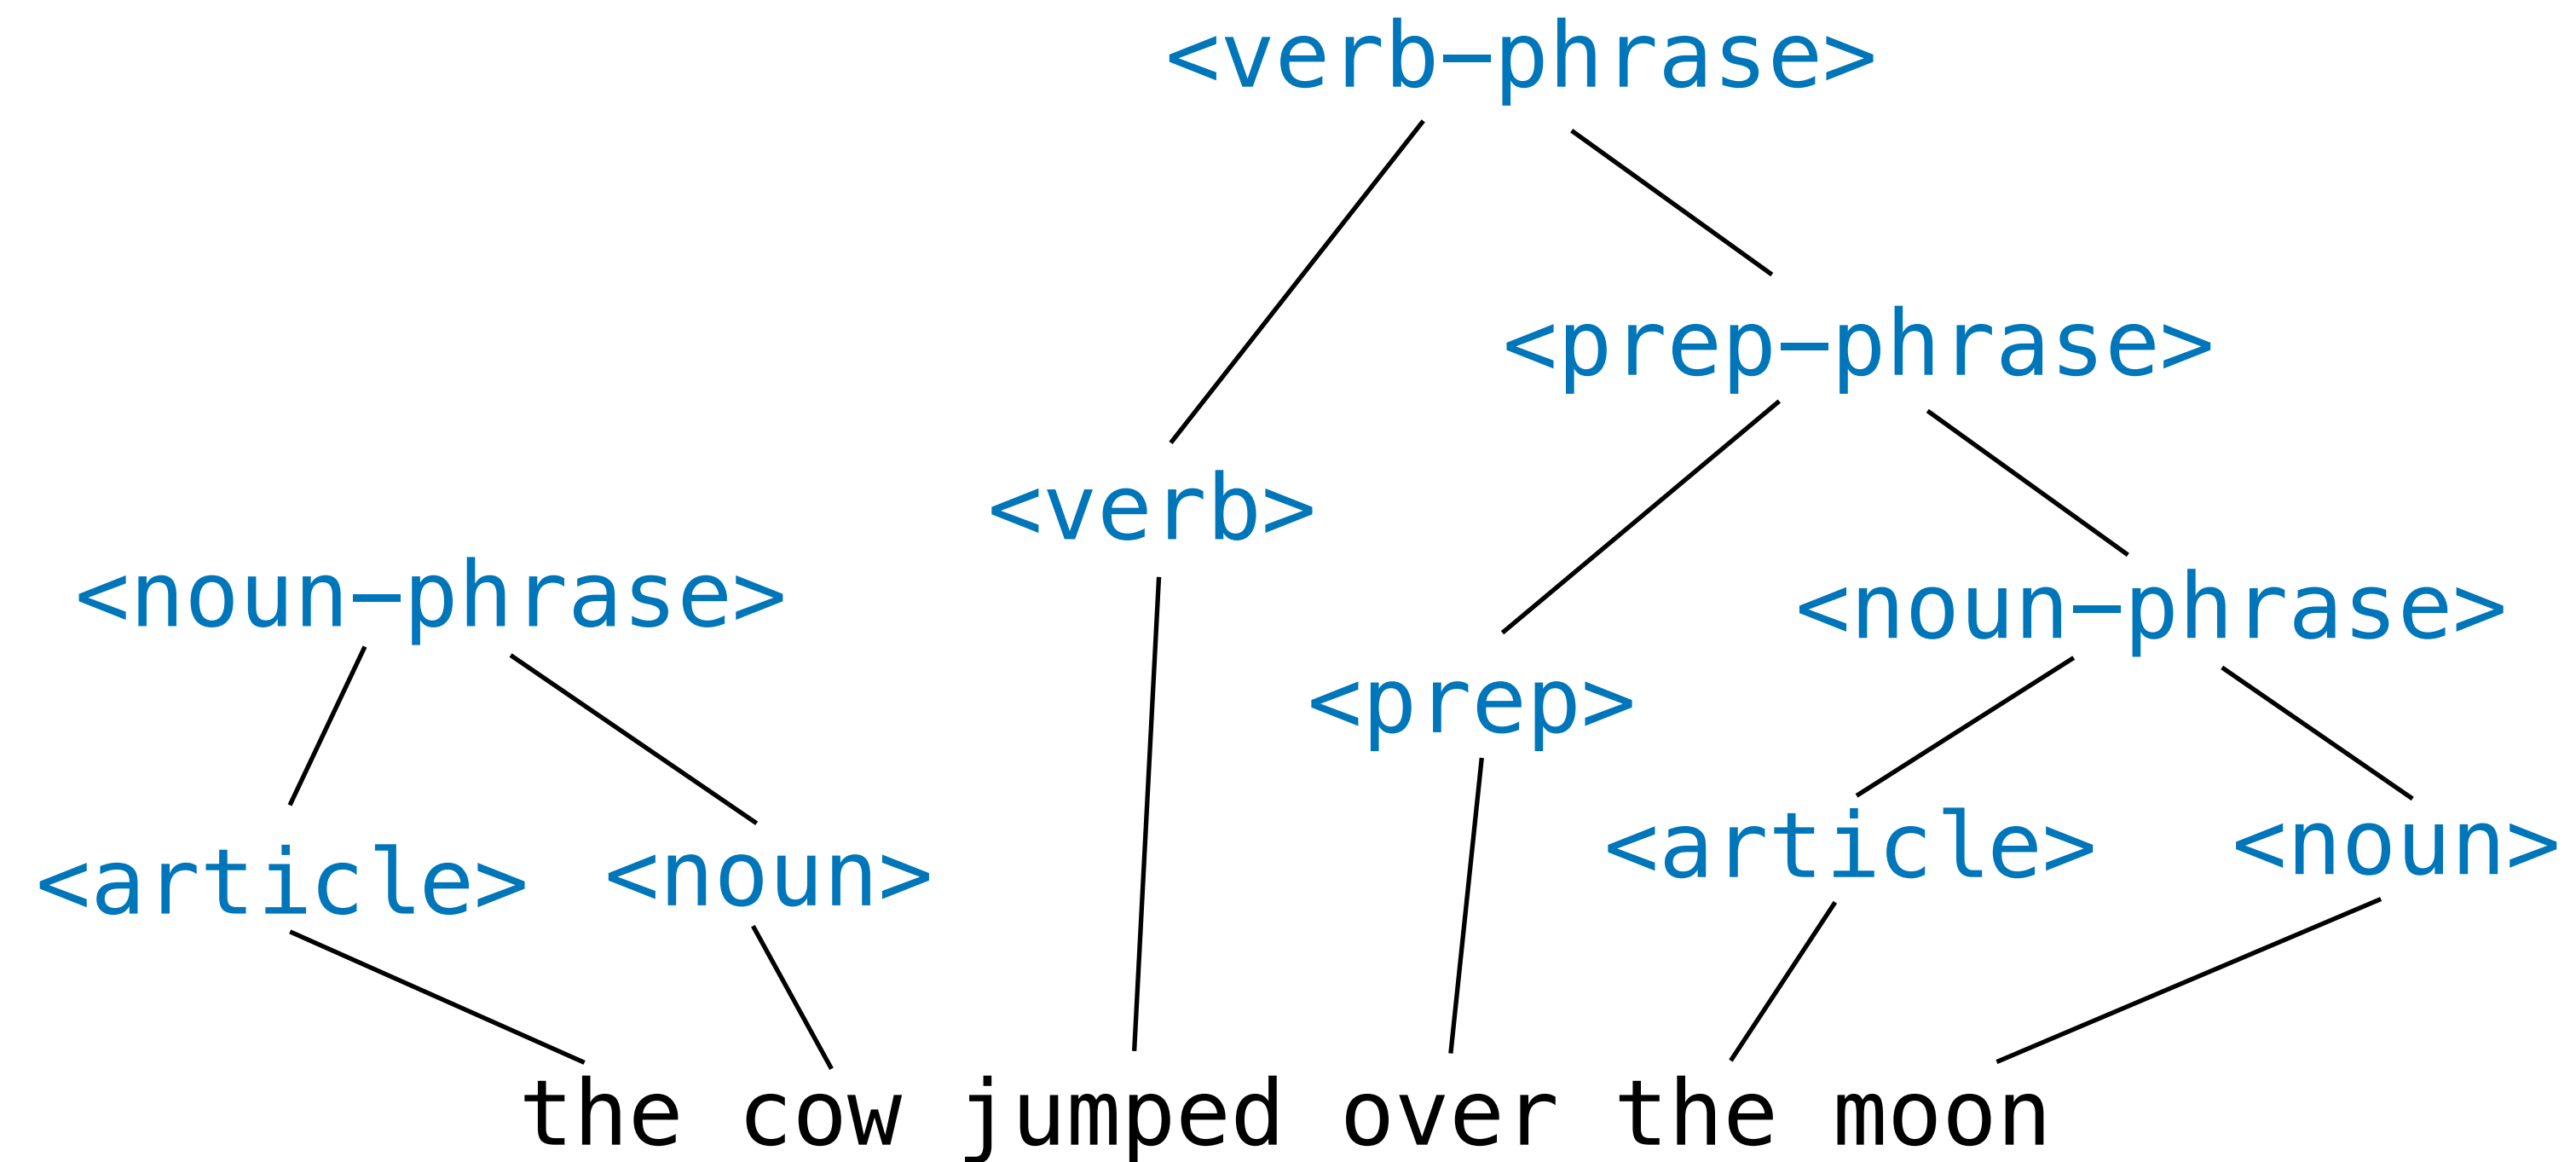 <verb-phrase>
<prep-phrase>
<verb>
<noun-phrase> <noun-phrase>
<prep>
<article> <noun> <article> <noun>
the cow jumped over the moon